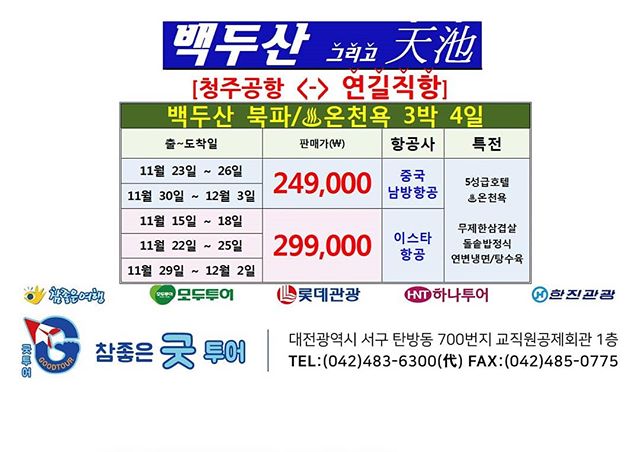 백두산 그리고 天池
[청주공항 <-> 연길직항]
백두산 북파/♨온천욕 3박 4일
출~도착일 판매가(₩) 항공사 특전
11월 23일 ~ 26일
11월 30일 ~ 12월 3일
249,000
중국
남방항공
5성급호텔
♨온천욕
11월 15일 ~ 18일
11월 22일 ~ 25일
11월 29일 ~ 12월 2일
299,000
이스타
항공
무제한삼겹살
돌솥밥정식
연변냉면/탕수육
참좋은여행 모두투어 롯데관광 HNT하나투어 한진관광
굿투어
GOODTOUR
참좋은 굿 투어
대전광역시 서구 탄방동 700번지 교직원공제회관 1층
TEL:(042)483-6300(代) FAX:(042)485-0775